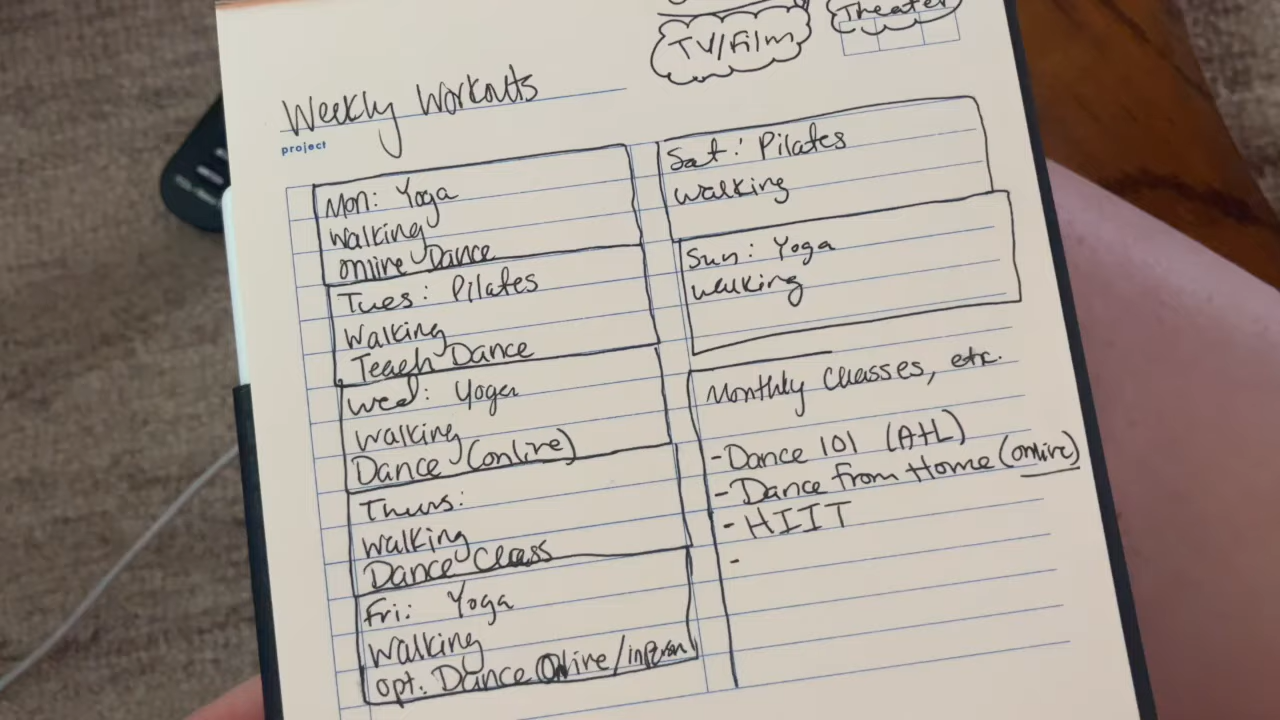 TV/Film
Theater
Weekly Workouts
project
Mon: Yoga
Walking
online Dance
Tues: Pilates
Walking
Teach Dance
Wed: Yoga
Walking
Dance (online)
Thurs:
Walking
Dance Class
Fri: Yoga
Walking
opt. Dance Online/inperson
Sat: Pilates
Walking
Sun: Yoga
Walking
Monthly Classes, etc.
-Dance 101 (ATL)
-Dance from Home (online)
-HIIT
-